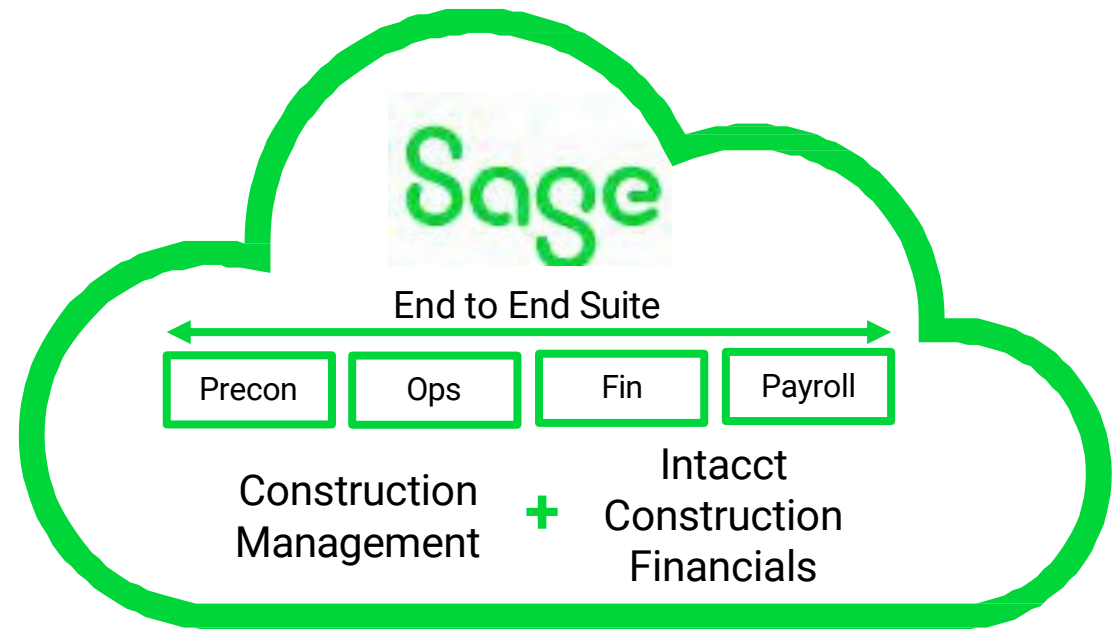 Sage
End to End Suite
Precon
Ops
Fin
Payroll
Construction
Management
+
Intacct
Construction
Financials